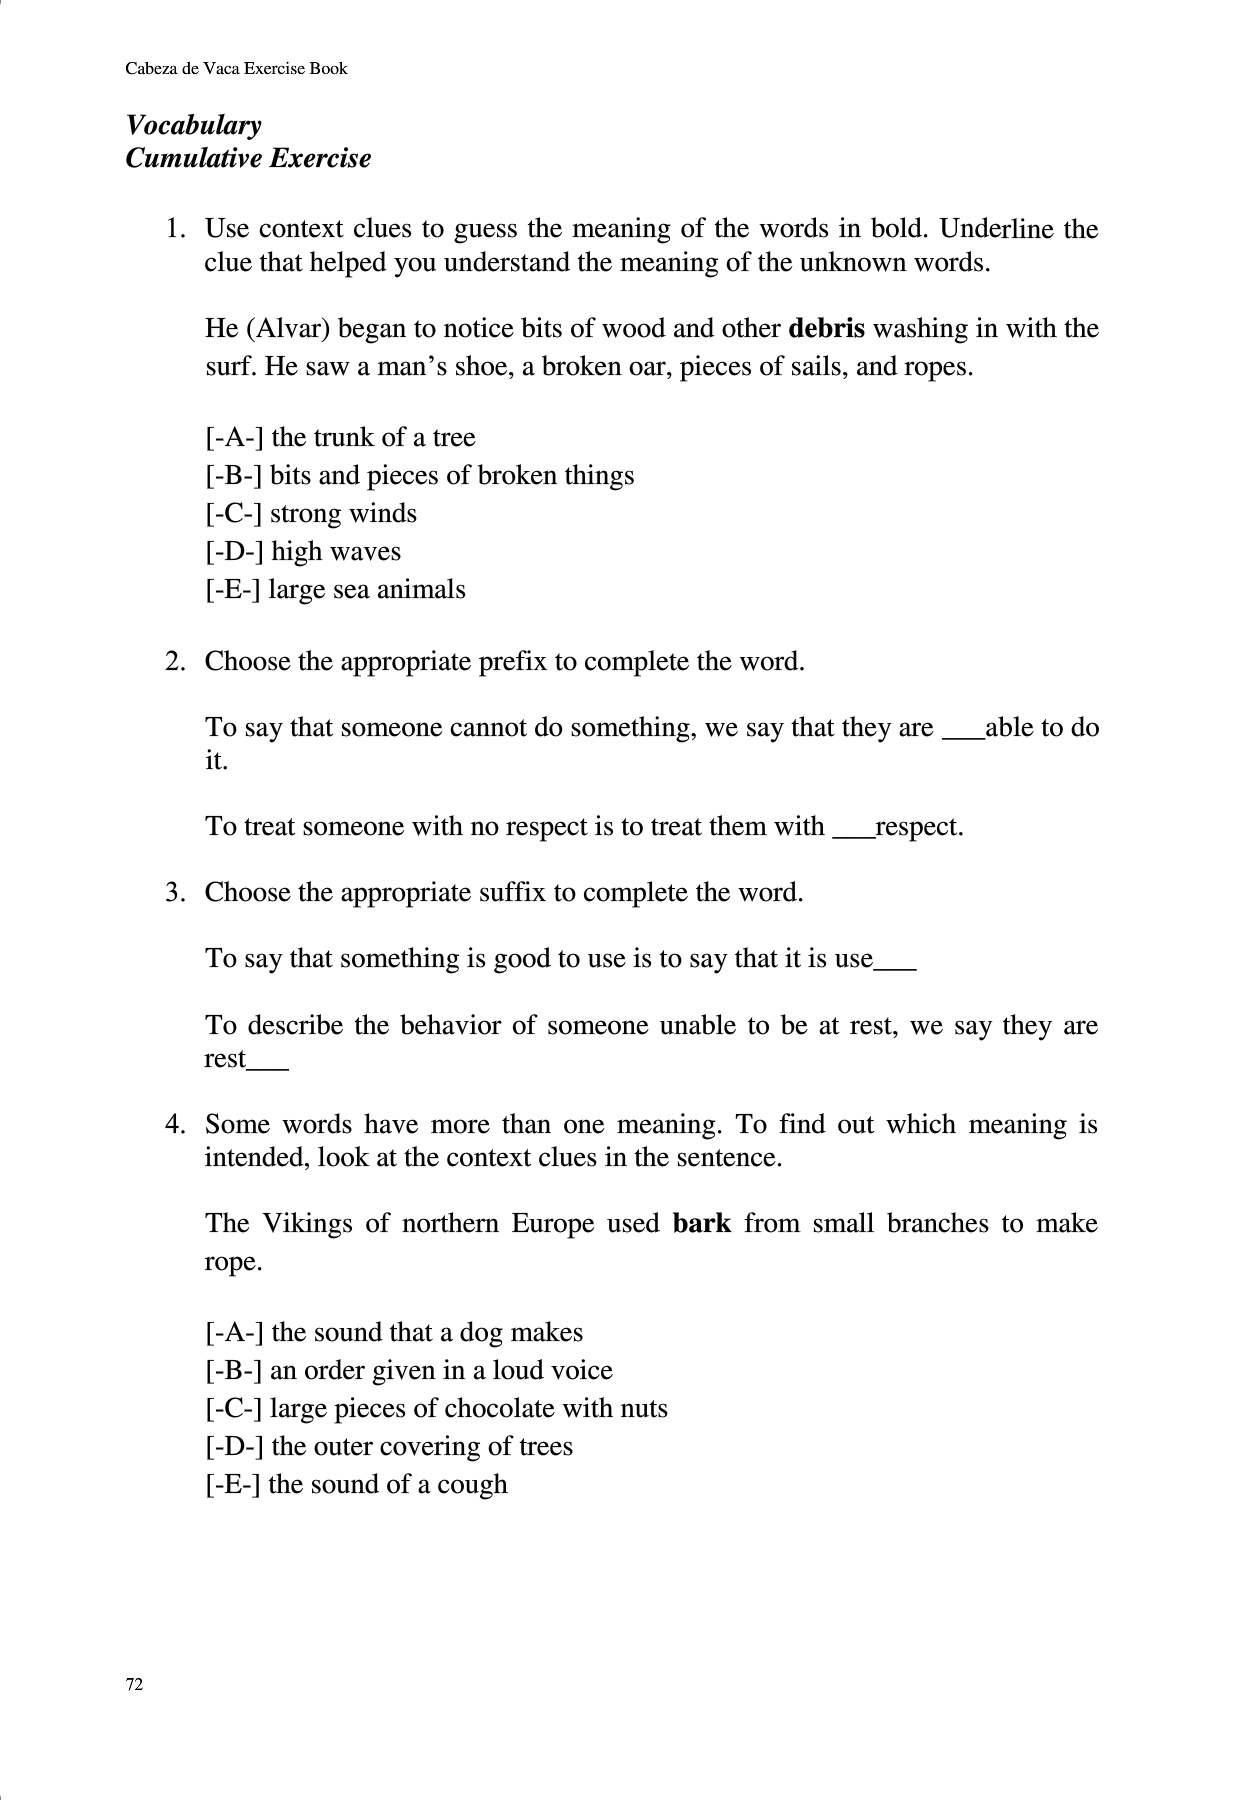 Cabeza de Vaca Exercise Book
Vocabulary
Cumulative Exercise
1. Use context clues to guess the meaning of the words in bold. Underline the
clue that helped you understand the meaning of the unknown words.
He (Alvar) began to notice bits of wood and other debris washing in with the
surf. He saw a man’s shoe, a broken oar, pieces of sails, and ropes.
[-A-] the trunk of a tree
[-B-] bits and pieces of broken things
[-C-] strong winds
[-D-] high waves
[-E-] large sea animals
2. Choose the appropriate prefix to complete the word.
To say that someone cannot do something, we say that they are ___able to do
it.
To treat someone with no respect is to treat them with ___respect.
3. Choose the appropriate suffix to complete the word.
To say that something is good to use is to say that it is use___
To describe the behavior of someone unable to be at rest, we say they are
rest___
4. Some words have more than one meaning. To find out which meaning is
intended, look at the context clues in the sentence.
The Vikings of northern Europe used bark from small branches to make
rope.
[-A-] the sound that a dog makes
[-B-] an order given in a loud voice
[-C-] large pieces of chocolate with nuts
[-D-] the outer covering of trees
[-E-] the sound of a cough
72